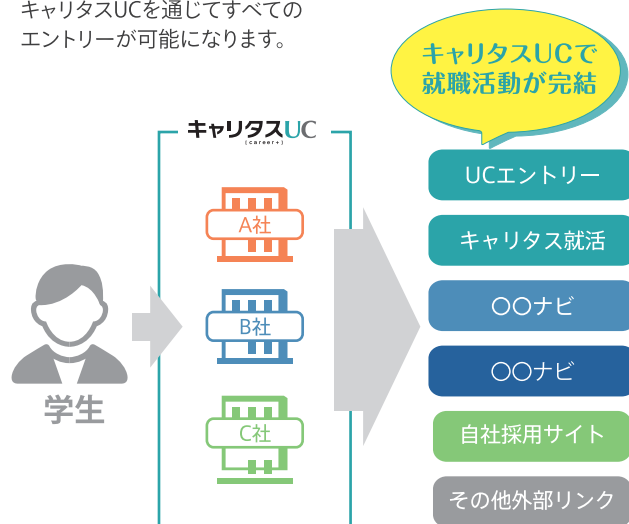 キャリタスUCを通じてすべての
エントリーが可能になります。
キャリタスUCで
就職活動が完結
キャリタスUC
[career+]
UCエントリー
A社
キャリタス就活
〇〇ナビ
B社
〇〇ナビ
学生
C社
自社採用サイト
その他外部リンク